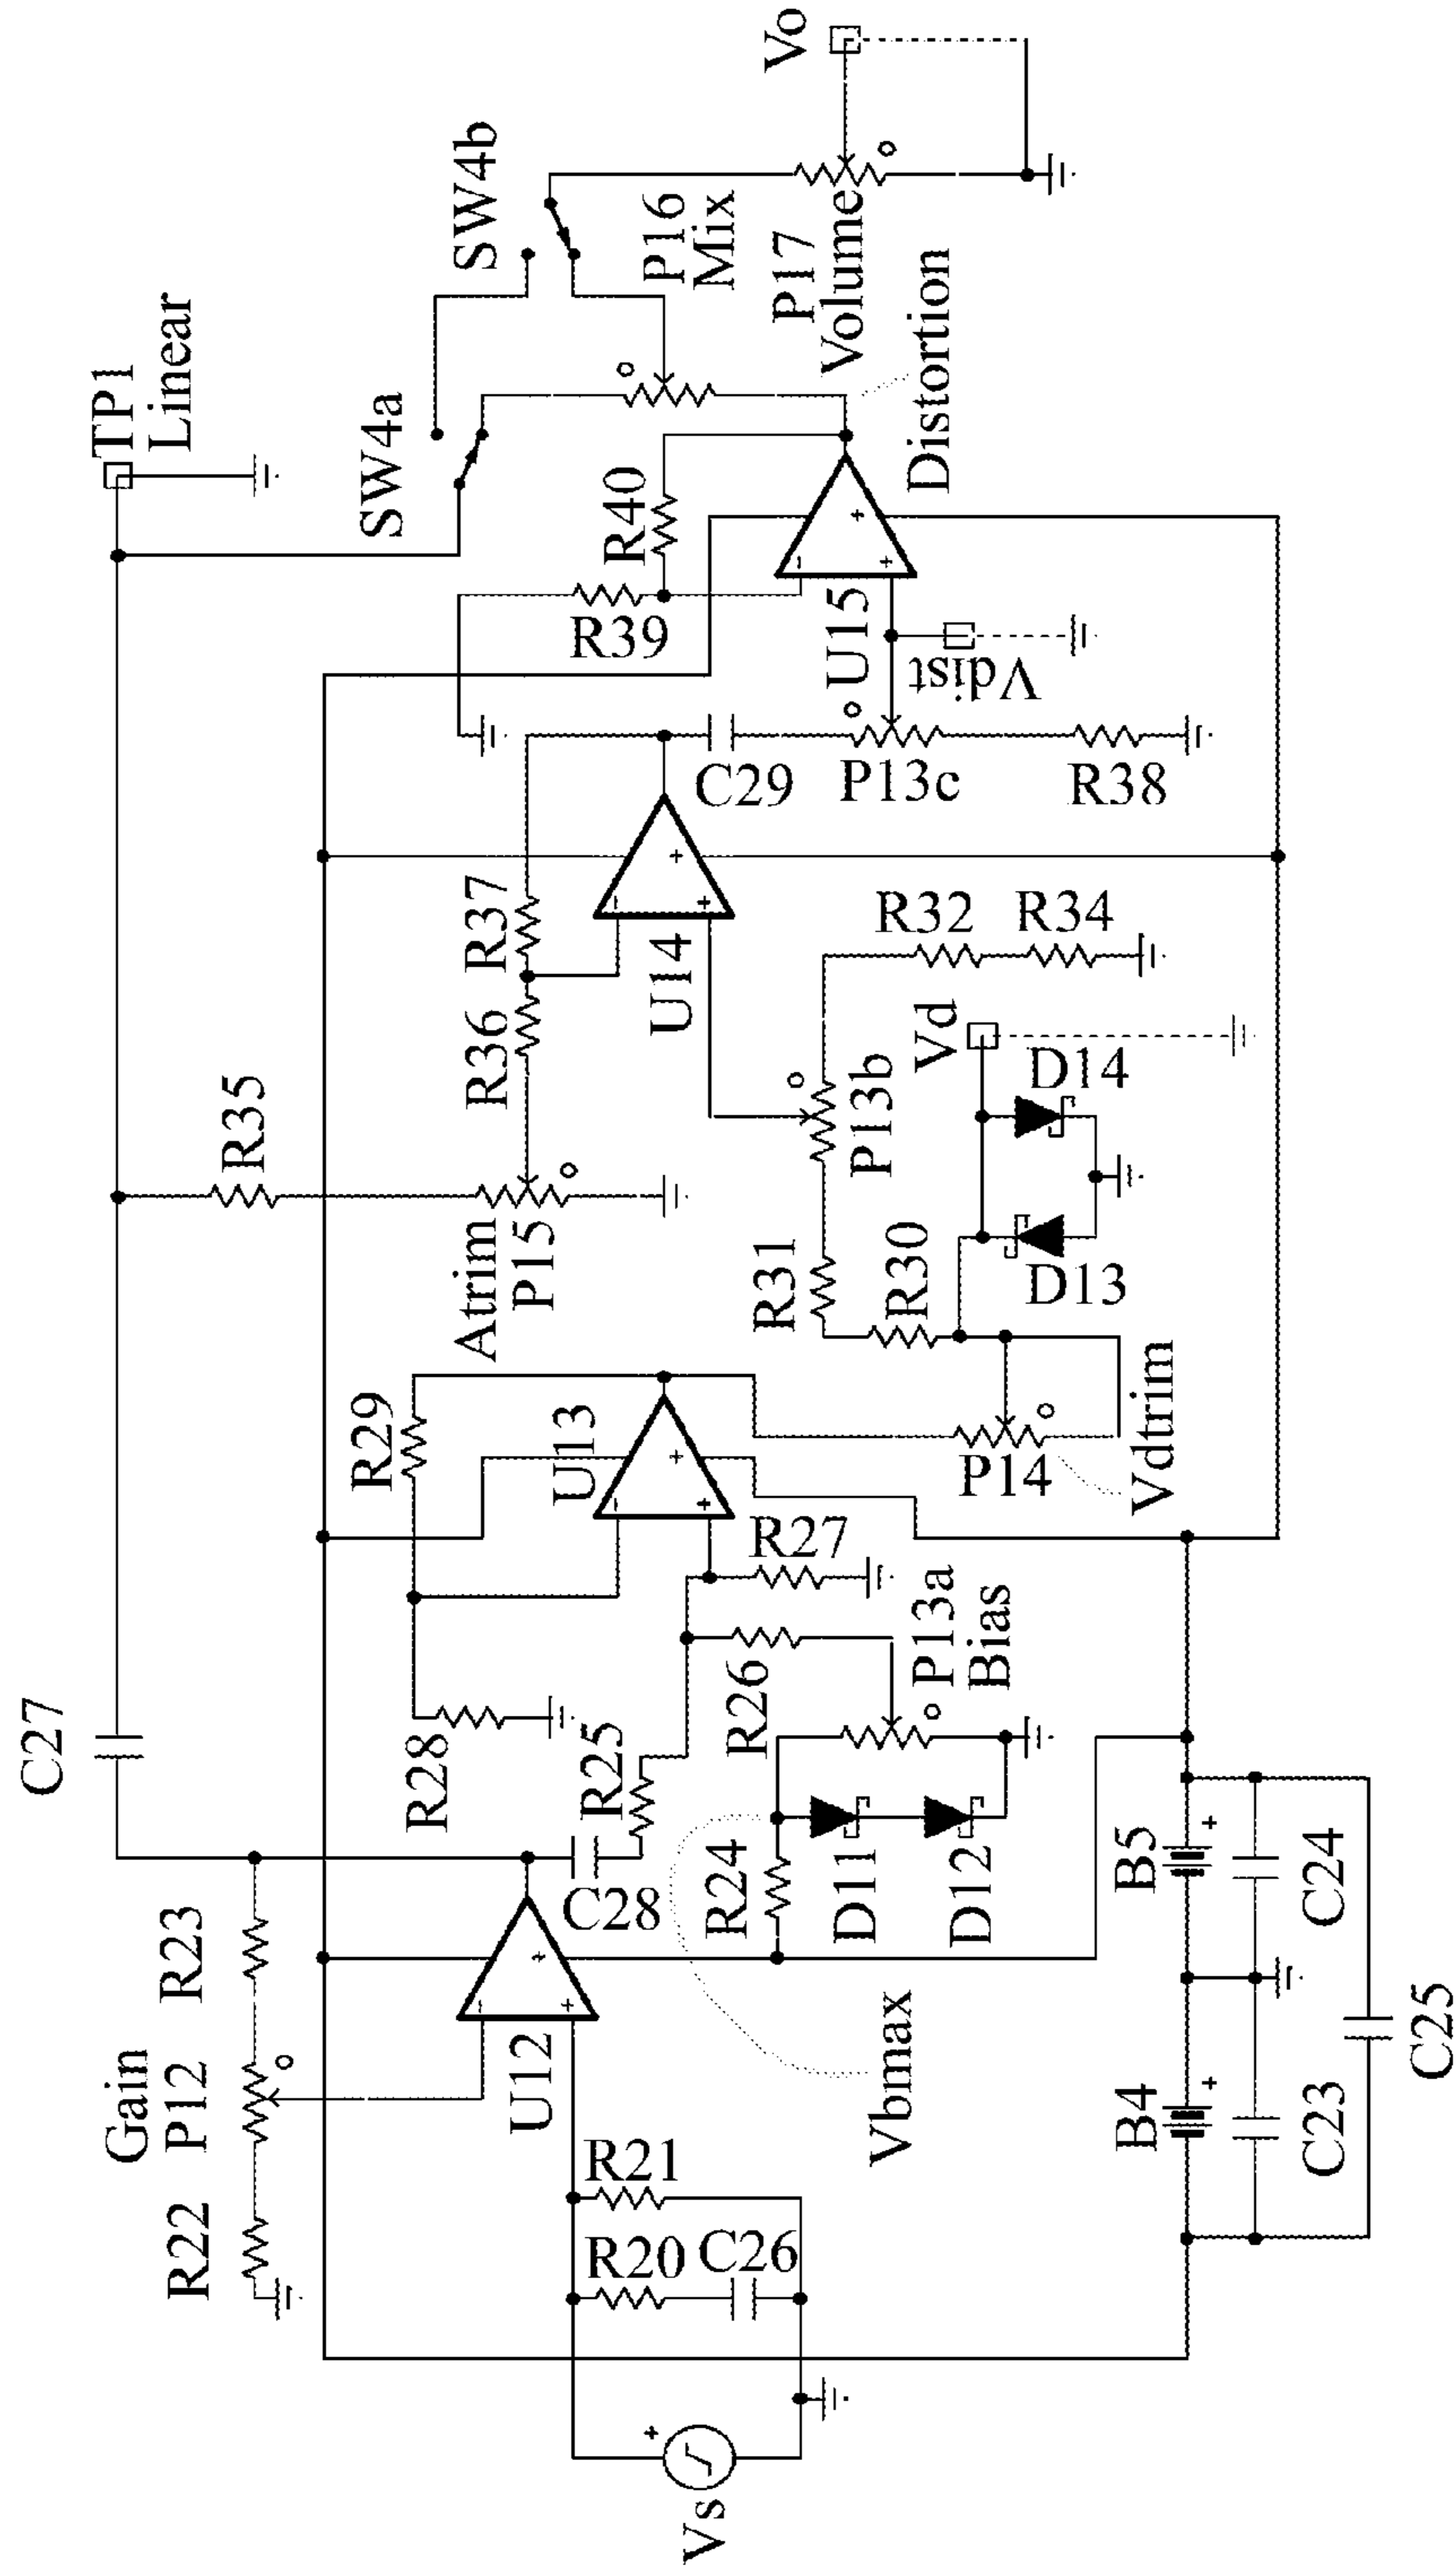 TP1
Linear
C27
SW4a
SW4b
Vo
P16
Mix
P17
Volume
Distortion
R40
R39
U15
Vdist
C29
P13c
R38
R37
R36
U14
R35
Atrim
P15
R32
R34
P13b
Vd
D14
D13
R31
R30
R29
U13
P14
Vdtrim
R27
P13a
Bias
R26
R28
R25
C28
R24
D11
D12
Vbmax
Gain
P12
R23
R22
U12
R21
R20
C26
Vs
B5
B4
C24
C23
C25